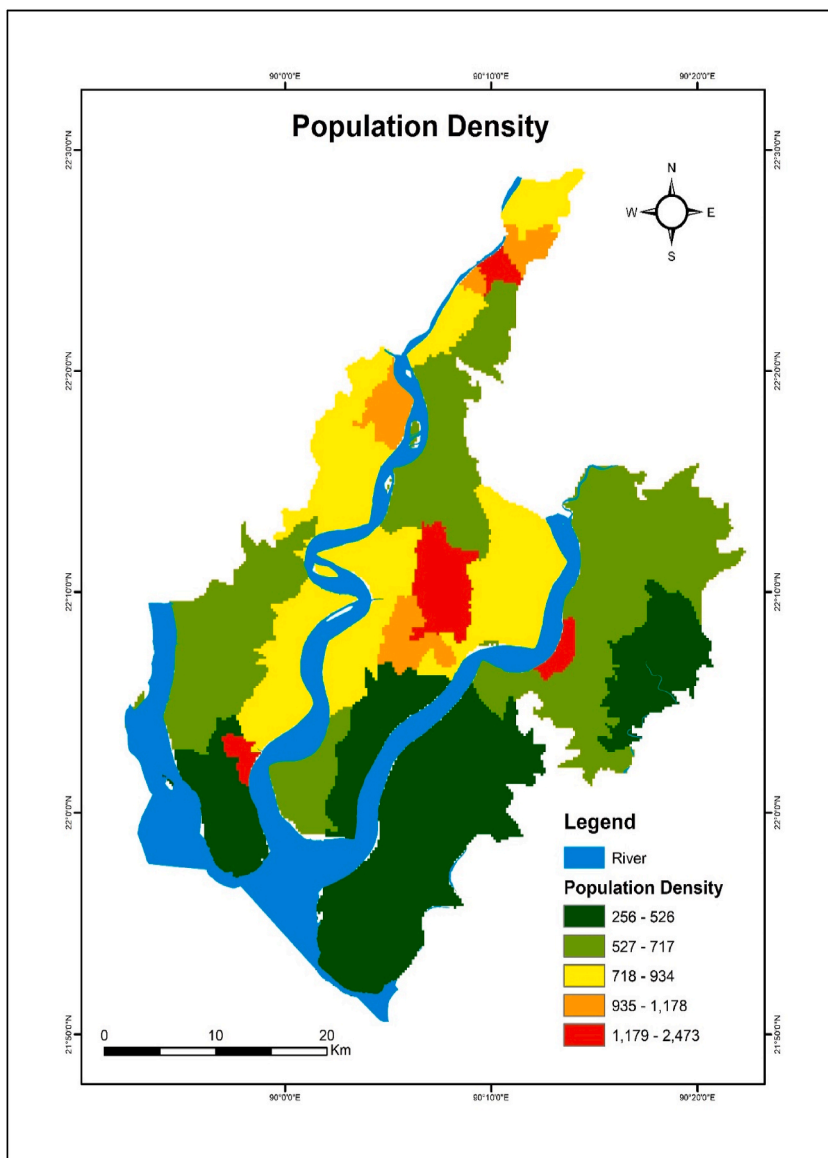 90°0'0"E
90°10'0"E
90°20'0"E
Population Density
22°30'0"N
22°30'0"N
N
W
E
S
22°20'0"N
22°20'0"N
22°10'0"N
22°10'0"N
22°0'0"N
22°0'0"N
Legend
River
Population Density
256 - 526
527 - 717
718 - 934
935 - 1,178
1,179 - 2,473
21°50'0"N
21°50'0"N
0
10
20
Km
90°0'0"E
90°10'0"E
90°20'0"E